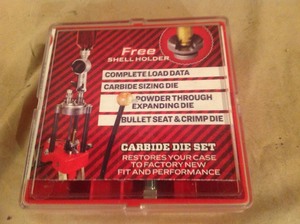 Free
SHELL HOLDER
COMPLETE LOAD DATA
CARBIDE SIZING DIE
POWDER THROUGH
EXPANDING DIE
BULLET SEAT & CRIMP DIE
CARBIDE DIE SET
RESTORES YOUR CASE
TO FACTORY NEW
FIT AND PERFORMANCE